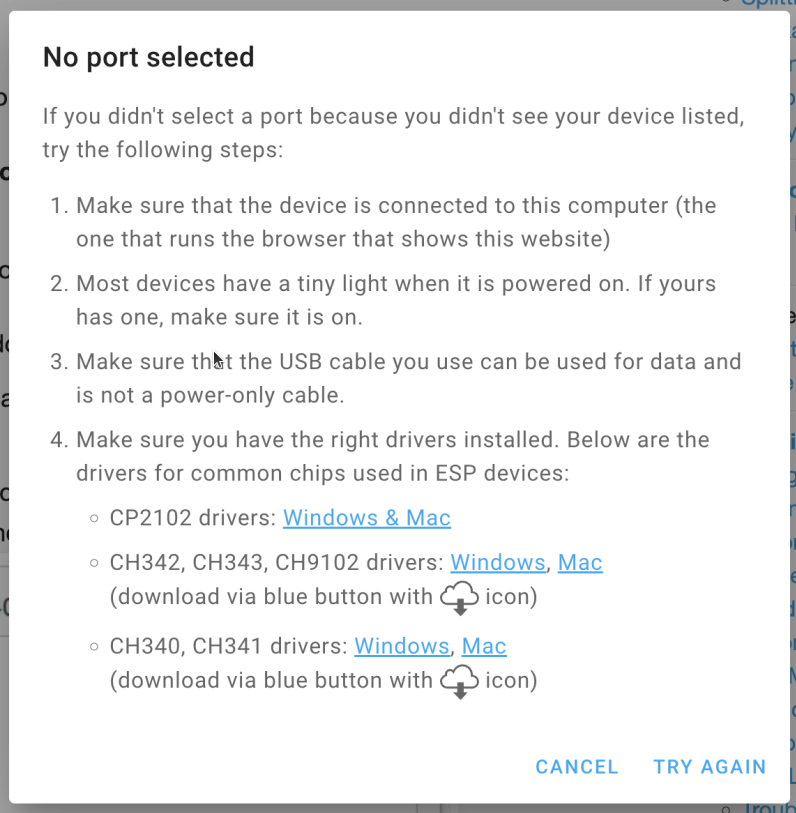 No port selected
If you didn't select a port because you didn't see your device listed,
try the following steps:
1. Make sure that the device is connected to this computer (the
one that runs the browser that shows this website)
2. Most devices have a tiny light when it is powered on. If yours
has one, make sure it is on.
3. Make sure that the USB cable you use can be used for data and
is not a power-only cable.
4. Make sure you have the right drivers installed. Below are the
drivers for common chips used in ESP devices:
CP2102 drivers: Windows & Mac
CH342, CH343, CH9102 drivers: Windows, Mac
(download via blue button with icon)
CH340, CH341 drivers: Windows, Mac
(download via blue button with icon)
CANCEL TRY AGAIN